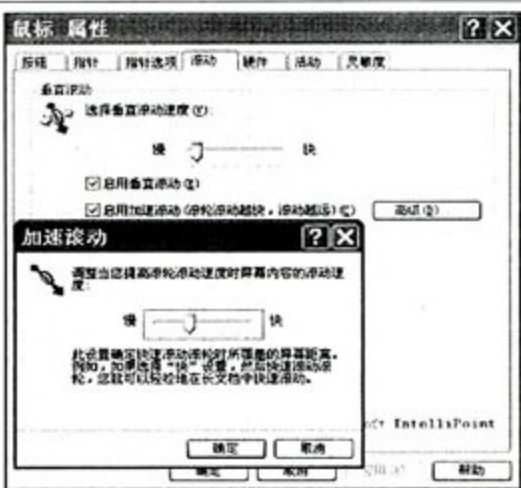 鼠标 属性
按钮 指针 指针选项 滚动 硬件 活动 灵敏度
垂直滚动
选择垂直滚动速度(V):
慢 快
启用垂直滚动(E)
启用加速滚动(滚轮滚动越快，滚动越远)(C) 高级(D)
加速滚动
调整当您提高滚轮滚动速度时屏幕内容的滚动速
度:
慢 快
此设置确定快速滚动滚轮时所覆盖的屏幕距离。
例如，如果选择“快”设置，然后快速滚动滚
轮，您就可以轻松地在长文档中快速滚动。
IntelliPoint
确定 取消
确定 取消 帮助